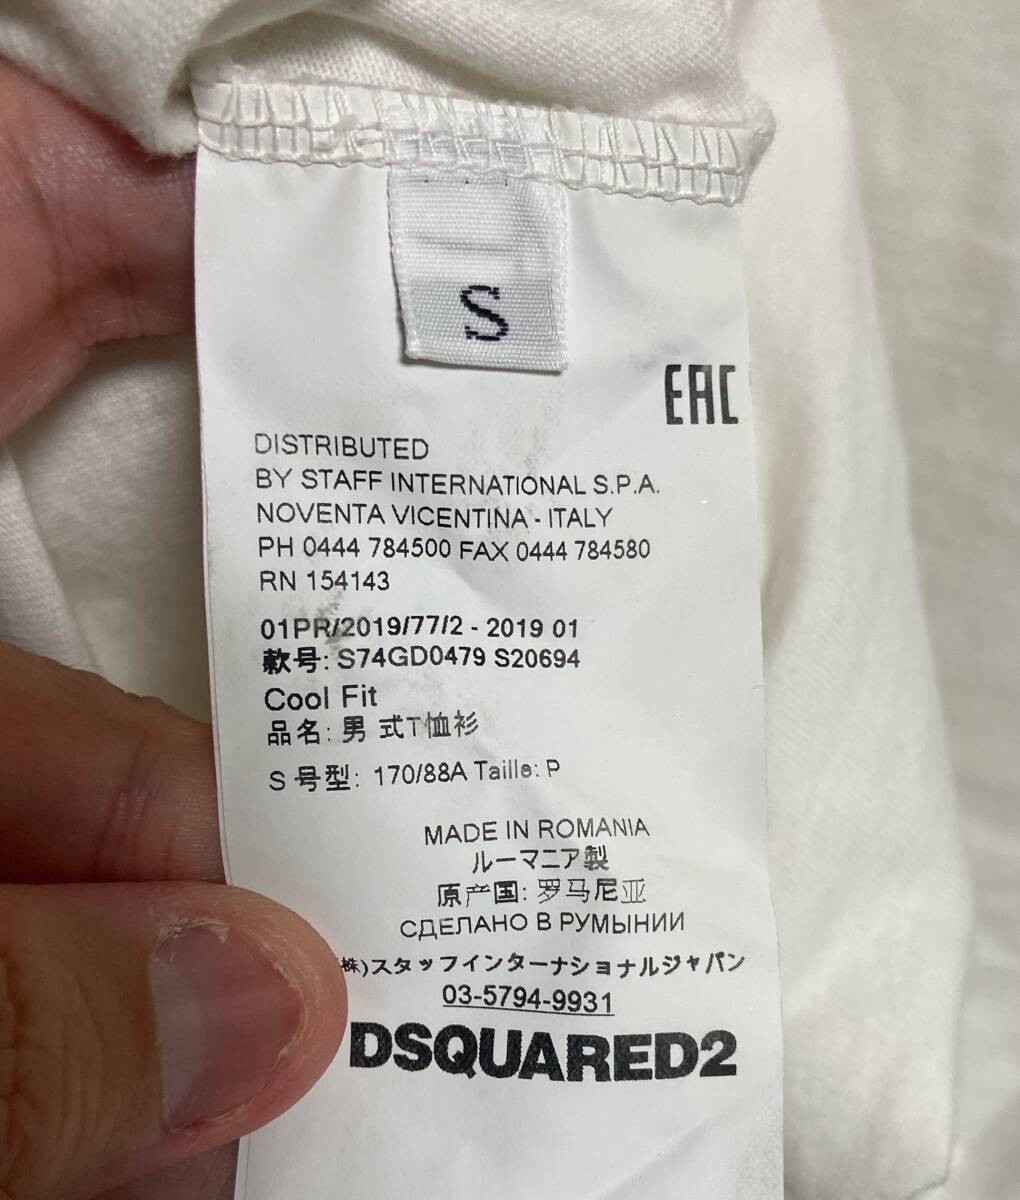 S
EAC
DISTRIBUTED
BY STAFF INTERNATIONAL S.P.A.
NOVENTA VICENTINA - ITALY
PH 0444 784500 FAX 0444 784580
RN 154143
01PR/2019/77/2 - 2019 01
款号: S74GD0479 S20694
Cool Fit
品名: 男 式T恤衫
S 号型: 170/88A Taille: P
MADE IN ROMANIA
ルーマニア製
原产国: 罗马尼亚
СДЕЛАНО В РУМЫНИИ
株)スタッフインターナショナルジャパン
03-5794-9931
DSQUARED2